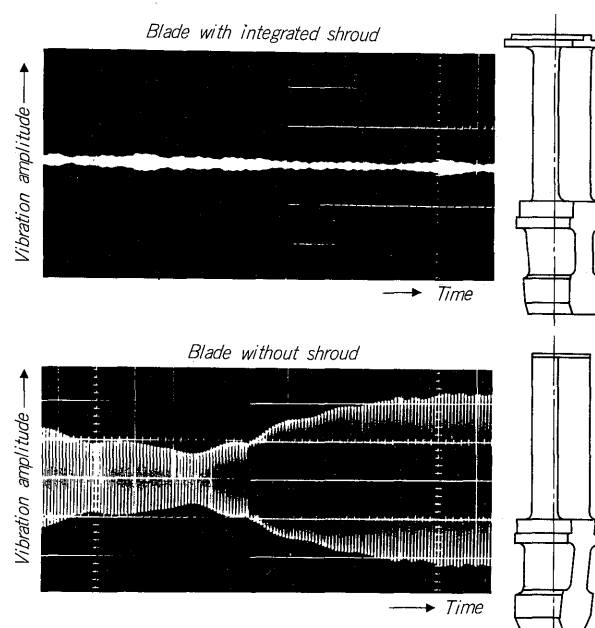 Blade with integrated shroud
Vibration amplitude
Time
Blade without shroud
Vibration amplitude
Time